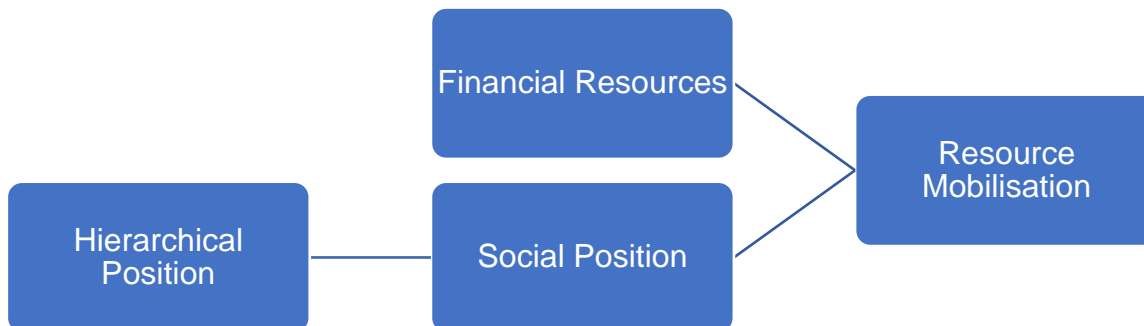 Financial Resources
Resource
Mobilisation
Hierarchical
Position
Social Position